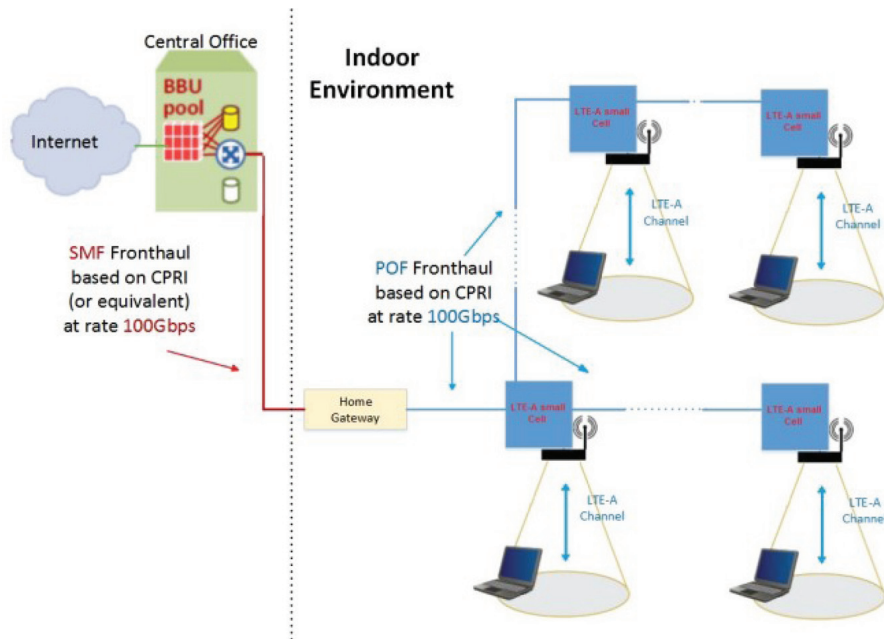 Central Office
BBU
pool
Internet
SMF Fronthaul
based on CPRI
(or equivalent)
at rate 100Gbps
Indoor
Environment
LTE-A small
Cell
LTE-A small
Cell
LTE-A
Channel
LTE-A
Channel
POF Fronthaul
based on CPRI
at rate 100Gbps
Home
Gateway
LTE-A small
Cell
LTE-A small
Cell
LTE-A
Channel
LTE-A
Channel